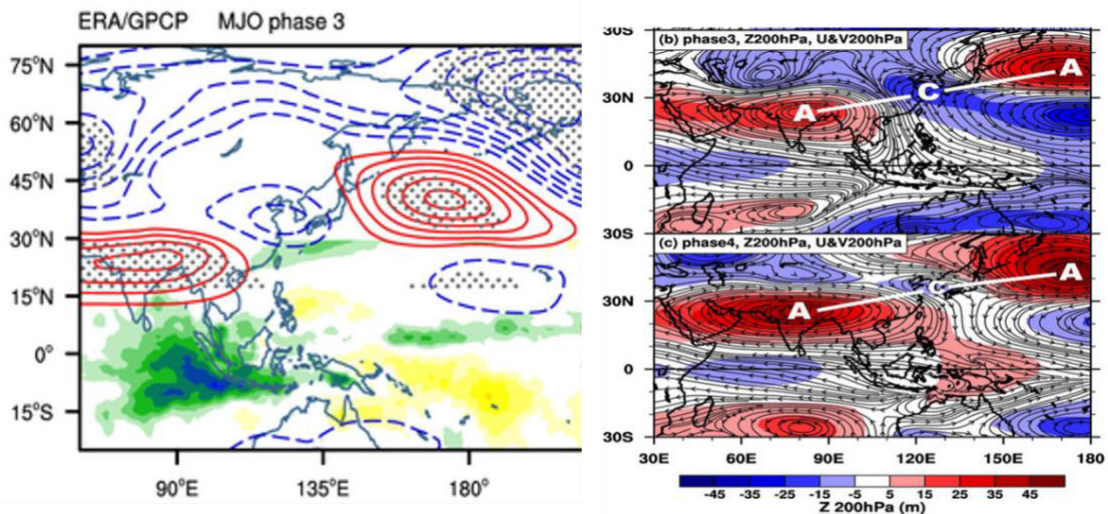 ERA/GPCP MJO phase 3
75°N
60°N
45°N
30°N
15°N
0°
15°S
90°E
135°E
180°
30S
(b) phase3, Z200hPa, U&V200hPa
A
C
A
30N
0
30S
(c) phase4, Z200hPa, U&V200hPa
A
C
A
30N
0
30S
30E
60E
90E
120E
150E
180
-45 -35 -25 -15 -5 5 15 25 35 45
Z 200hPa (m)